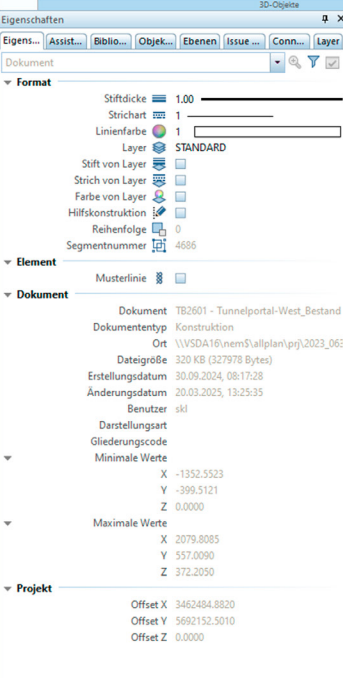 3D-Objekte
Eigenschaften
Eigens... Assist... Biblio... Objek... Ebenen Issue ... Conn... Layer
Dokument
Format
Stiftdicke 1.00
Strichart 1
Linienfarbe 1
Layer STANDARD
Stift von Layer
Strich von Layer
Farbe von Layer
Hilfskonstruktion
Reihenfolge 0
Segmentnummer 4686
Element
Musterlinie
Dokument
Dokument TB2601 - Tunnelportal-West_Bestand
Dokumententyp Konstruktion
Ort \\VSDA16\nem$\allplan\prj\2023_063
Dateigröße 320 KB (327978 Bytes)
Erstellungsdatum 30.09.2024, 08:17:28
Änderungsdatum 20.03.2025, 13:25:35
Benutzer skl
Darstellungsart
Gliederungscode
Minimale Werte
X -1352.5523
Y -399.5121
Z 0.0000
Maximale Werte
X 2079.8085
Y 557.0090
Z 372.2050
Projekt
Offset X 3462484.8820
Offset Y 5692152.5010
Offset Z 0.0000